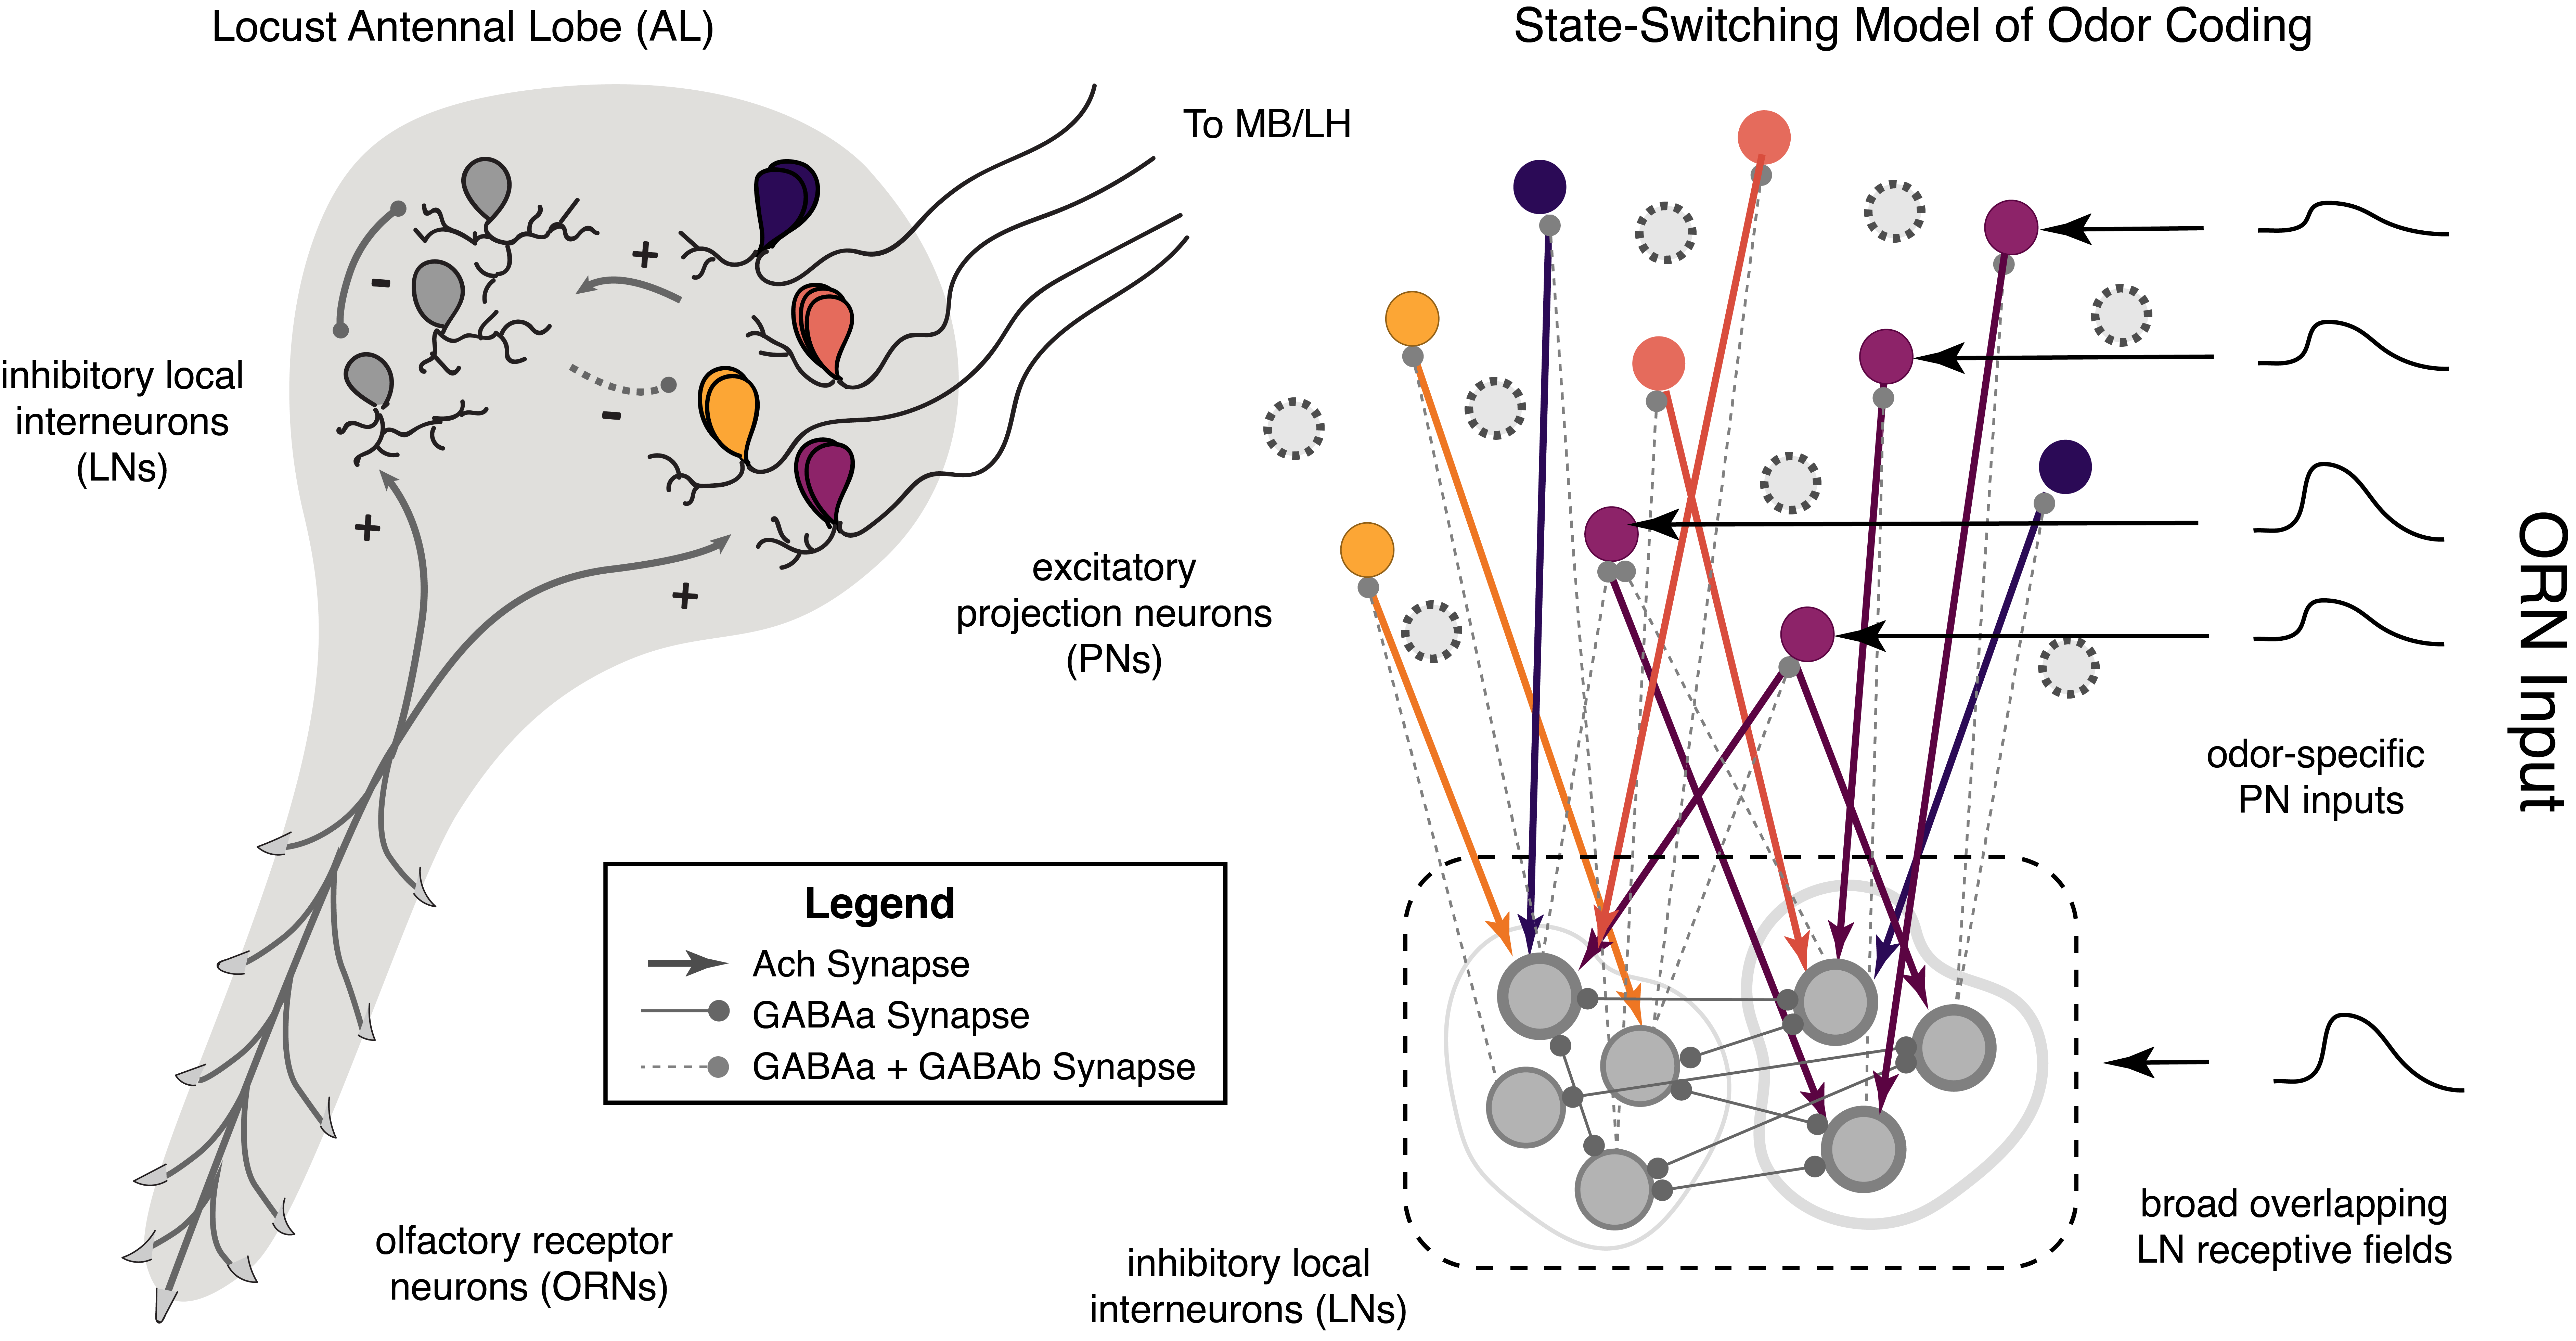 Locust Antennal Lobe (AL)
To MB/LH
inhibitory local
interneurons
(LNs)
-
+
-
+
+
excitatory
projection neurons
(PNs)
olfactory receptor
neurons (ORNs)
Legend
Ach Synapse
GABAa Synapse
GABAa + GABAb Synapse
State-Switching Model of Odor Coding
ORN Input
odor-specific
PN inputs
inhibitory local
interneurons (LNs)
broad overlapping
LN receptive fields